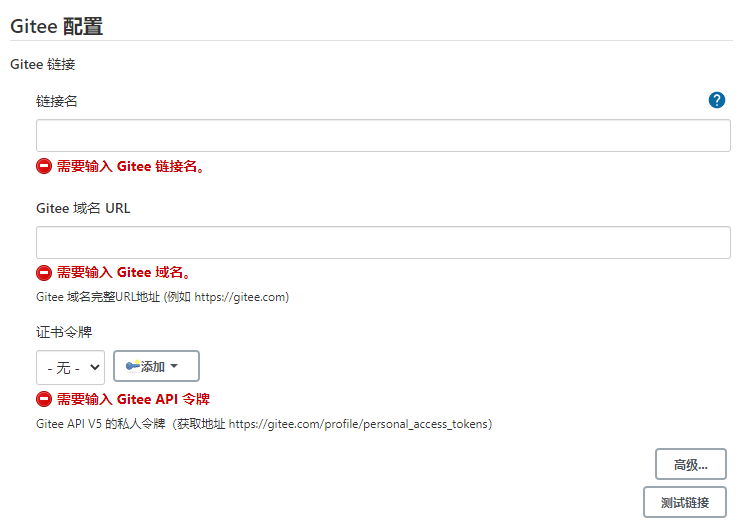 Gitee 配置
Gitee 链接
链接名
需要输入 Gitee 链接名。
Gitee 域名 URL
需要输入 Gitee 域名。
Gitee 域名完整URL地址 (例如 https://gitee.com)
证书令牌
- 无 -
添加
需要输入 Gitee API 令牌
Gitee API V5 的私人令牌（获取地址 https://gitee.com/profile/personal_access_tokens）
高级...
测试链接